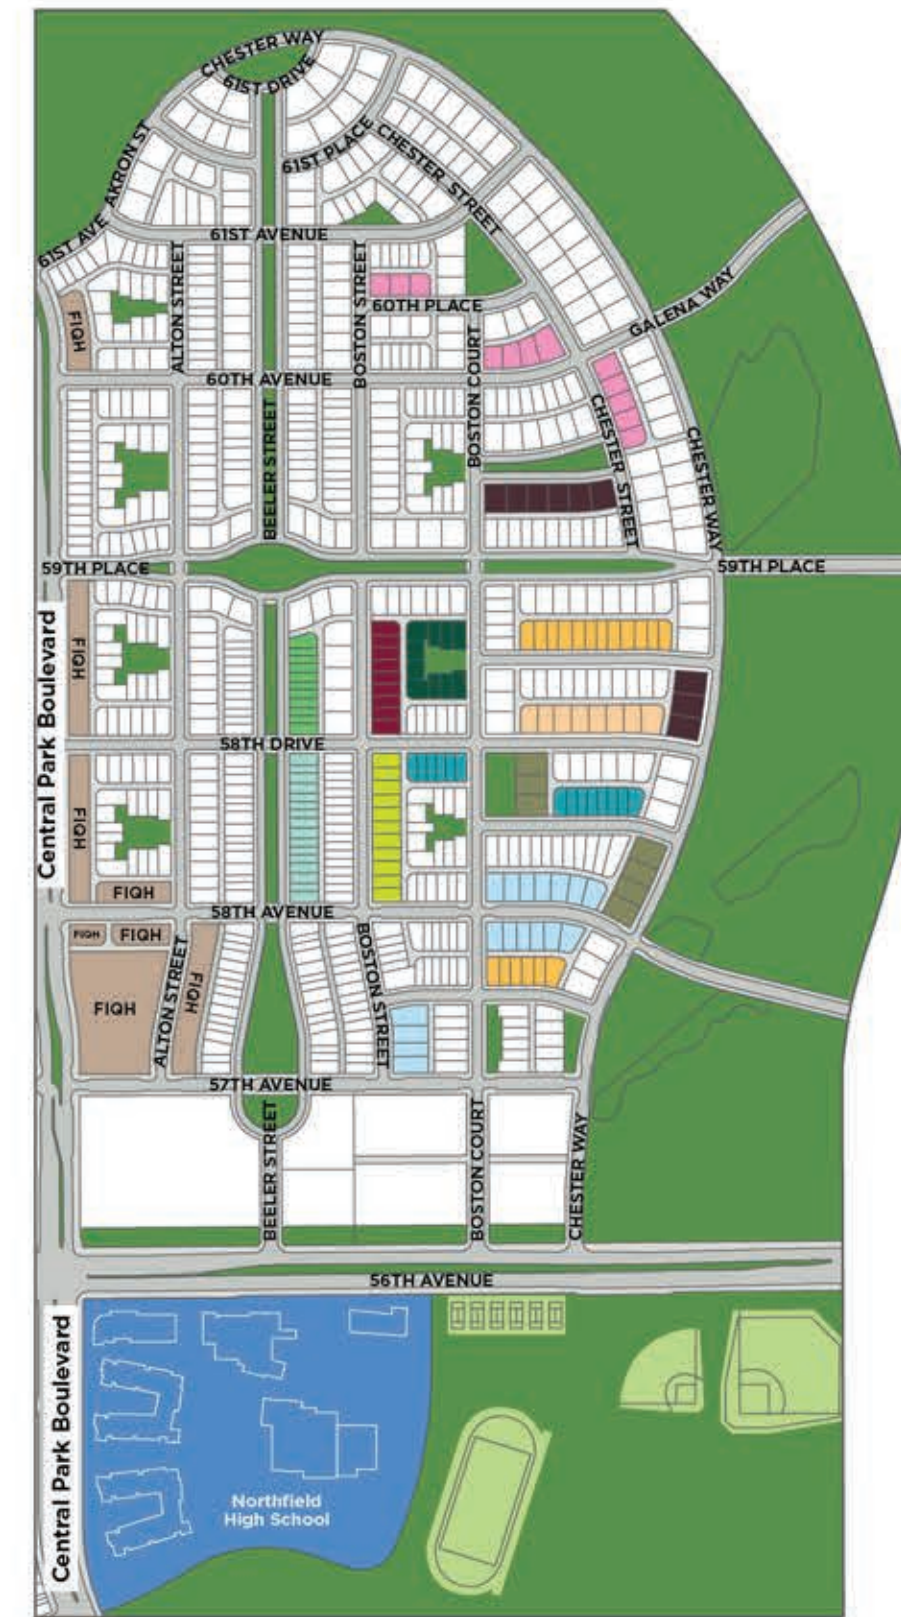 CHESTER WAY
61ST DRIVE
AKRON ST
61ST PLACE
CHESTER STREET
61ST AVE
61ST AVENUE
ALTON STREET
BOSTON STREET
GALENA WAY
60TH PLACE
FIQH
BOSTON COURT
60TH AVENUE
BEELER STREET
CHESTER STREET
CHESTER WAY
59TH PLACE
59TH PLACE
Central Park Boulevard
FIQH
58TH DRIVE
FIQH
FIQH
58TH AVENUE
FIQH
FIQH
ALTON STREET
FIQH
BOSTON STREET
FIQH
57TH AVENUE
BEELER STREET
BOSTON COURT
CHESTER WAY
56TH AVENUE
Central Park Boulevard
Northfield
High School